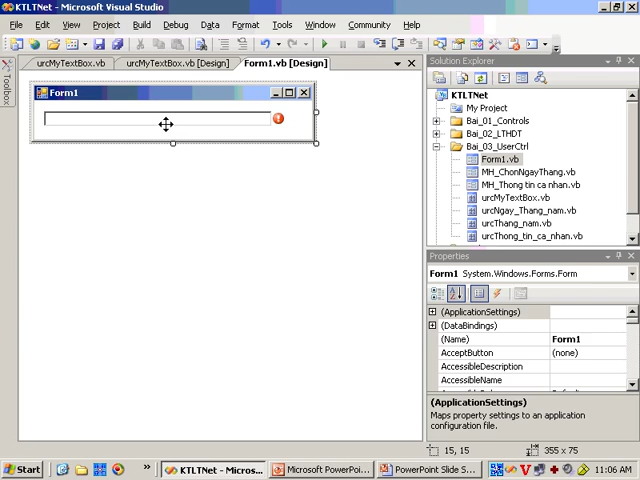 KTLTNet - Microsoft Visual Studio
File Edit View Project Build Debug Data Format Tools Window Community Help
urcMyTextBox.vb urcMyTextBox.vb [Design] Form1.vb [Design]
Toolbox
Form1
Solution Explorer
KTLTNet
My Project
Bai_01_Controls
Bai_02_LTHDT
Bai_03_UserCtrl
Form1.vb
MH_ChonNgayThang.vb
MH_Thong tin ca nhan.vb
urcMyTextBox.vb
urcNgay_Thang_nam.vb
urcThang_nam.vb
urcThong_tin_ca_nhan.vb
Properties
Form1 System.Windows.Forms.Form
(ApplicationSettings)
(DataBindings)
(Name) Form1
AcceptButton (none)
AccessibleDescription
AccessibleName
(ApplicationSettings)
Maps property settings to an application
configuration file.
15, 15 355 x 75
Start KTLTNet - Micros... Microsoft PowerPoi... PowerPoint Slide S... 11:06 AM